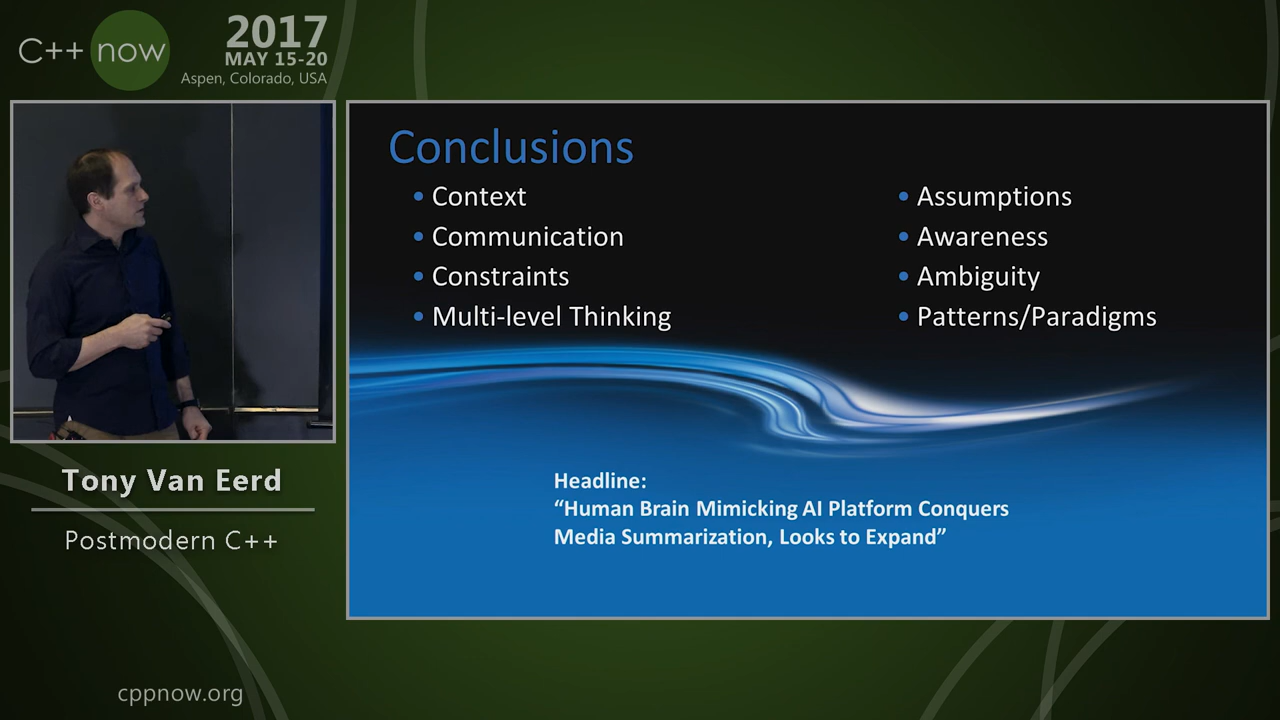 C++ now
2017
MAY 15-20
Aspen, Colorado, USA
Conclusions
• Context
• Communication
• Constraints
• Multi-level Thinking
• Assumptions
• Awareness
• Ambiguity
• Patterns/Paradigms
Headline:
“Human Brain Mimicking AI Platform Conquers
Media Summarization, Looks to Expand”
Tony Van Eerd
Postmodern C++
cppnow.org